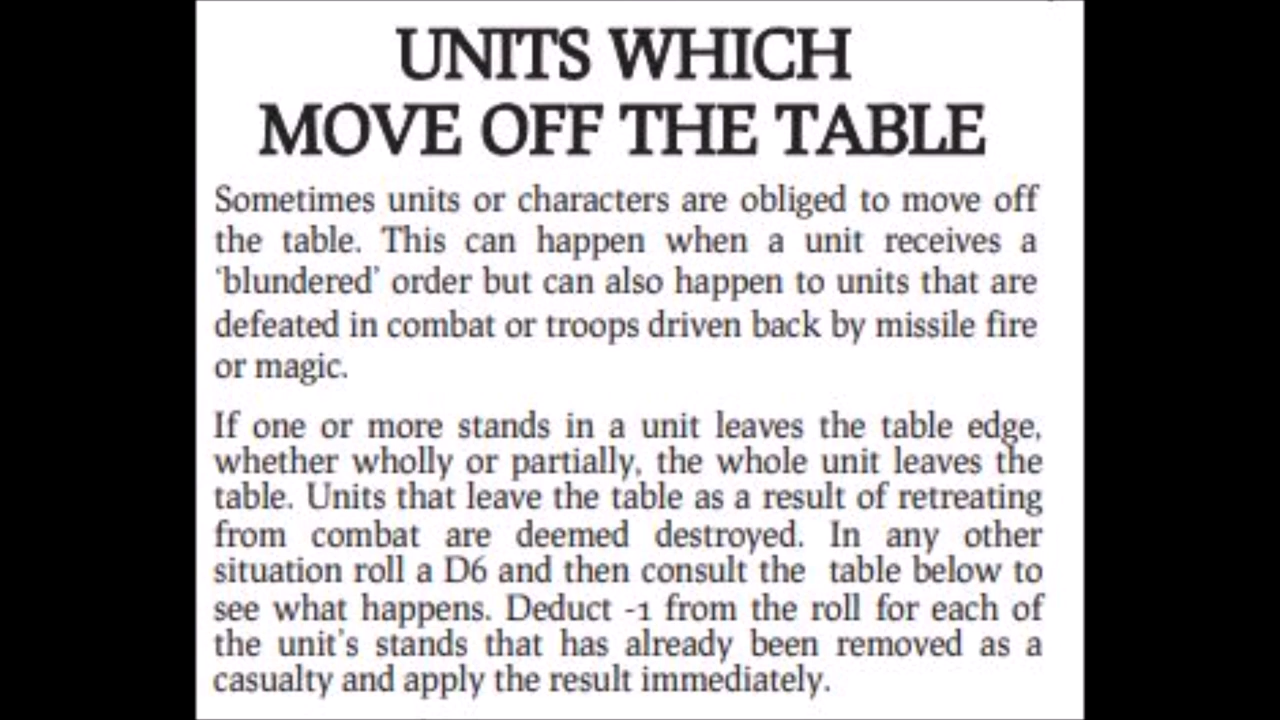 UNITS WHICH
MOVE OFF THE TABLE
Sometimes units or characters are obliged to move off
the table. This can happen when a unit receives a
‘blundered’ order but can also happen to units that are
defeated in combat or troops driven back by missile fire
or magic.
If one or more stands in a unit leaves the table edge,
whether wholly or partially, the whole unit leaves the
table. Units that leave the table as a result of retreating
from combat are deemed destroyed. In any other
situation roll a D6 and then consult the table below to
see what happens. Deduct -1 from the roll for each of
the unit's stands that has already been removed as a
casualty and apply the result immediately.